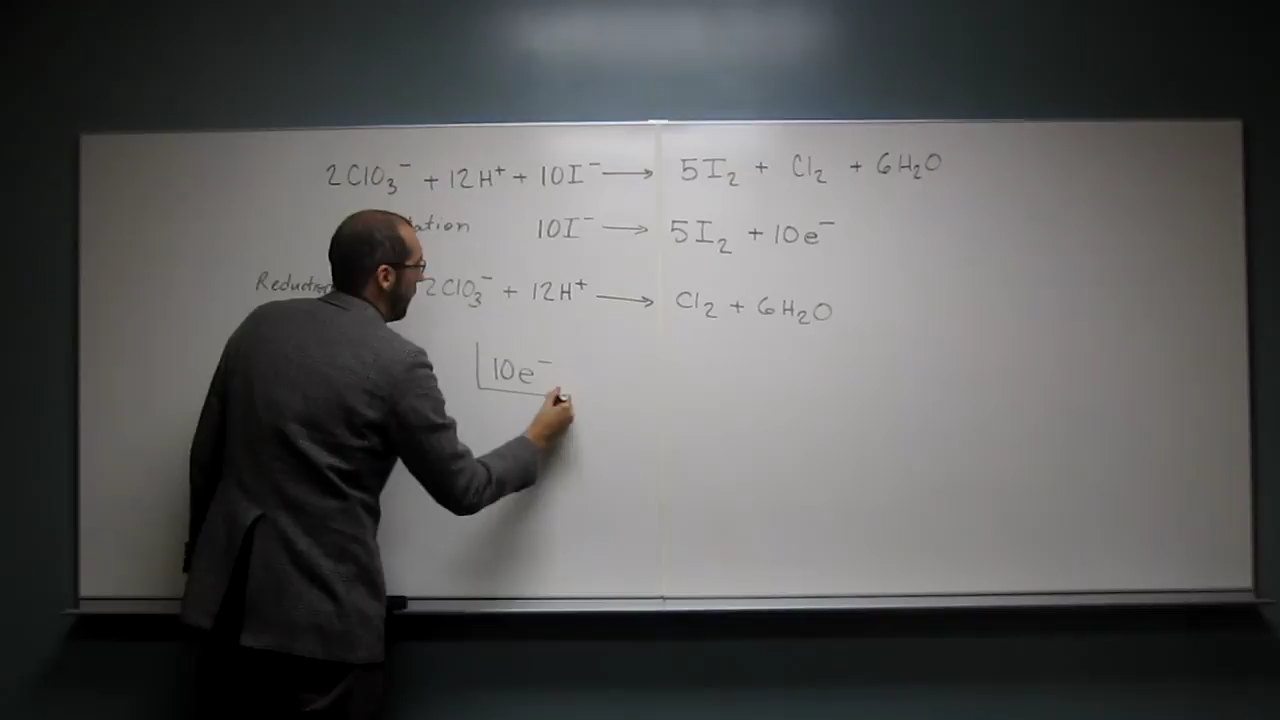 2ClO₃⁻ + 12H⁺ + 10I⁻ → 5I₂ + Cl₂ + 6H₂O
10I⁻ → 5I₂ + 10e⁻
2ClO₃⁻ + 12H⁺ → Cl₂ + 6H₂O
10e⁻